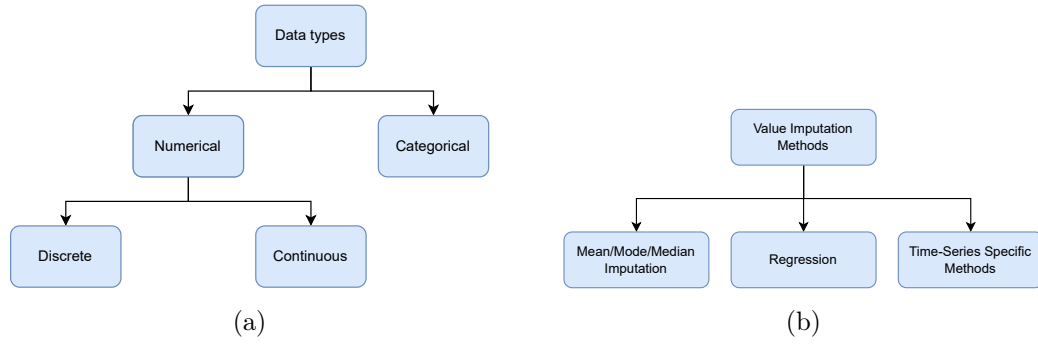 Data types
Numerical
Categorical
Discrete
Continuous
(a)
Value Imputation
Methods
Mean/Mode/Median
Imputation
Regression
Time-Series Specific
Methods
(b)